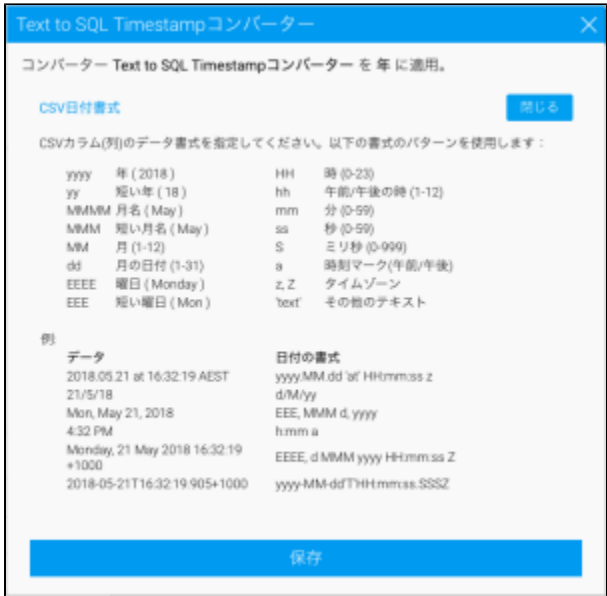 Text to SQL Timestampコンバーター
コンバーター Text to SQL Timestampコンバーター を 年 に適用。
CSV日付書式 閉じる
CSVカラム(列)のデータ書式を指定してください。以下の書式のパターンを使用します：
yyyy 年 ( 2018 ) HH 時 (0-23)
yy 短い年 ( 18 ) hh 午前/午後の時 (1-12)
MMMM 月名 ( May ) mm 分 (0-59)
MMM 短い月名 ( May ) ss 秒 (0-59)
MM 月 (1-12) S ミリ秒 (0-999)
dd 月の日付 (1-31) a 時刻マーク(午前/午後)
EEEE 曜日 ( Monday ) z, Z タイムゾーン
EEE 短い曜日 ( Mon ) 'text' その他のテキスト
例:
データ 日付の書式
2018.05.21 at 16:32:19 AEST yyyy.MM.dd 'at' HH:mm:ss z
21/5/18 d/M/yy
Mon, May 21, 2018 EEE, MMM d, yyyy
4:32 PM h:mm a
Monday, 21 May 2018 16:32:19 +1000 EEEE, d MMM yyyy HH:mm:ss Z
2018-05-21T16:32:19.905+1000 yyyy-MM-dd'T'HH:mm:ss.SSSZ
保存